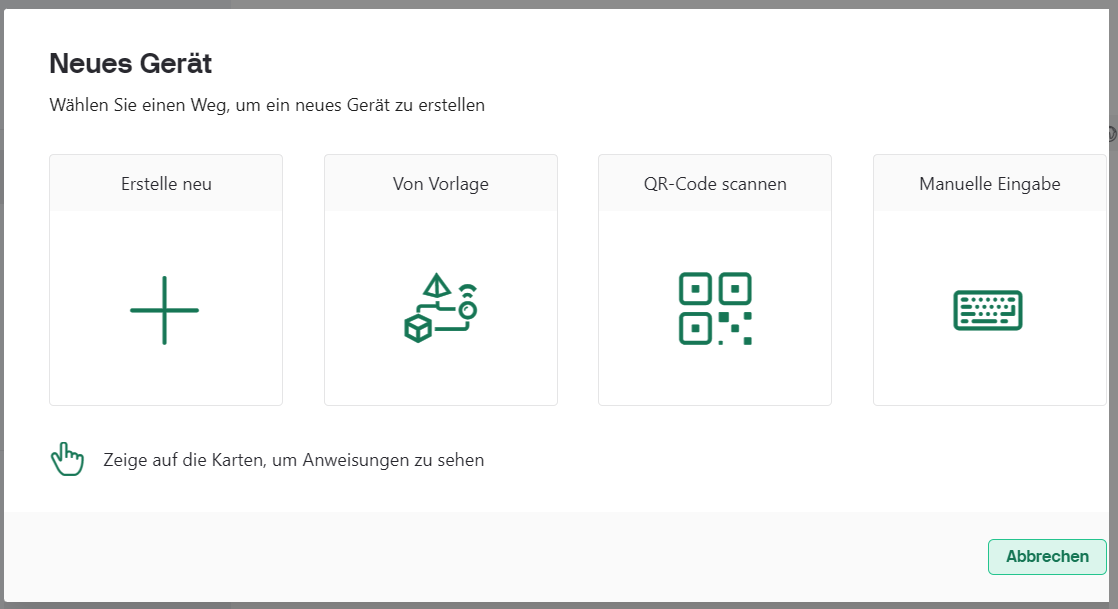 Neues Gerät
Wählen Sie einen Weg, um ein neues Gerät zu erstellen
Erstelle neu
Von Vorlage
QR-Code scannen
Manuelle Eingabe
Zeige auf die Karten, um Anweisungen zu sehen
Abbrechen